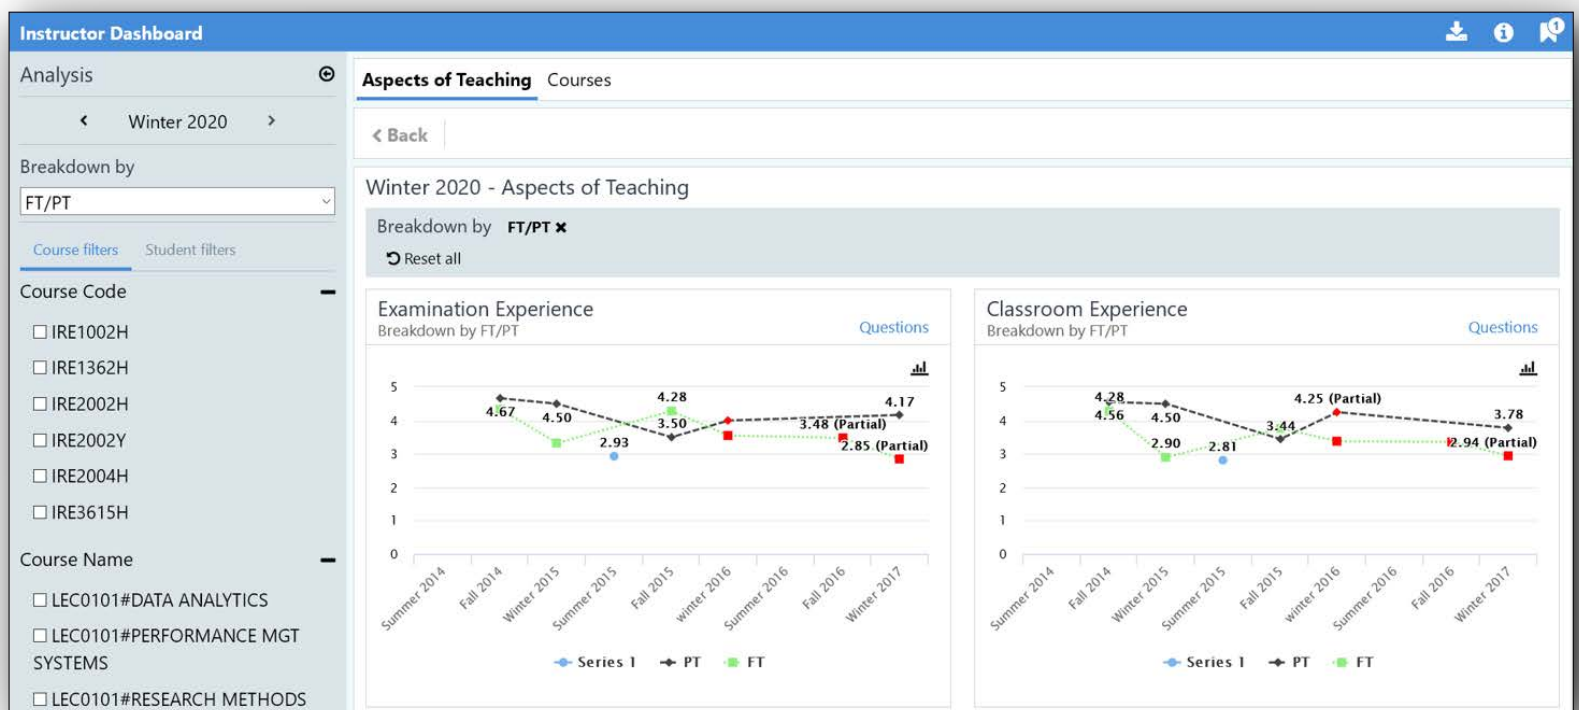 Instructor Dashboard
1
Analysis
Winter 2020
Breakdown by
FT/PT
Course filters Student filters
Course Code
IRE1002H
IRE1362H
IRE2002H
IRE2002Y
IRE2004H
IRE3615H
Course Name
LEC0101#DATA ANALYTICS
LEC0101#PERFORMANCE MGT
SYSTEMS
LEC0101#RESEARCH METHODS
Aspects of Teaching Courses
Back
Winter 2020 - Aspects of Teaching
Breakdown by FT/PT
Reset all
Examination Experience
Breakdown by FT/PT
Questions
5
4
3
2
1
0
4.67
4.50
2.93
4.28
3.50
3.48 (Partial)
4.17
2.85 (Partial)
Summer 2014
Fall 2014
Winter 2015
Summer 2015
Fall 2015
winter 2016
Summer 2016
Fall 2016
Winter 2017
Series 1 PT FT
Classroom Experience
Breakdown by FT/PT
Questions
5
4
3
2
1
0
4.28
4.56
4.50
2.90
2.81
3.44
4.25 (Partial)
3.78
2.94 (Partial)
Summer 2014
Fall 2014
Winter 2015
Summer 2015
Fall 2015
winter 2016
Summer 2016
Fall 2016
Winter 2017
Series 1 PT FT